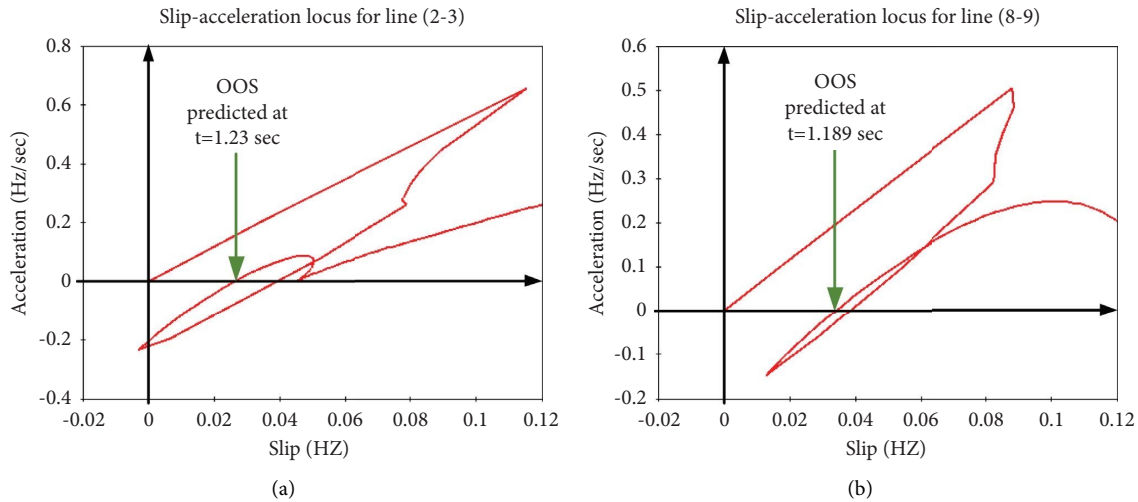 Slip-acceleration locus for line (2-3)
0.8
0.6
0.4
0.2
0
-0.2
-0.4
Acceleration (Hz/sec)
OOS
predicted at
t=1.23 sec
-0.02 0 0.02 0.04 0.06 0.08 0.1 0.12
Slip (HZ)
(a)
Slip-acceleration locus for line (8-9)
0.6
0.5
0.4
0.3
0.2
0.1
0
-0.1
0.2
Acceleration (Hz/sec)
OOS
predicted at
t=1.189 sec
-0.02 0 0.02 0.04 0.06 0.08 0.1 0.12
Slip (HZ)
(b)